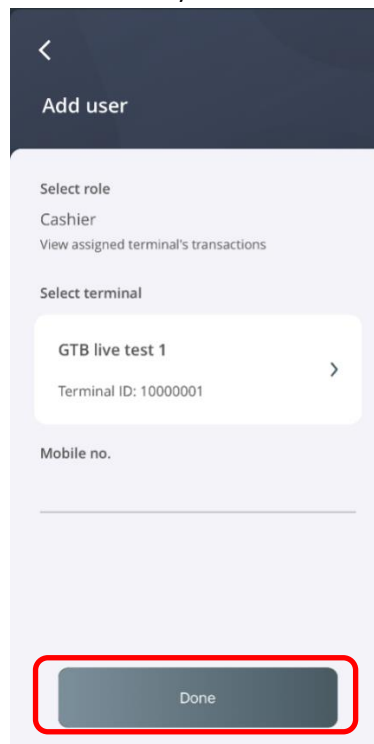 Add user
Select role
Cashier
View assigned terminal's transactions
Select terminal
GTB live test 1
Terminal ID: 10000001
Mobile no.
Done